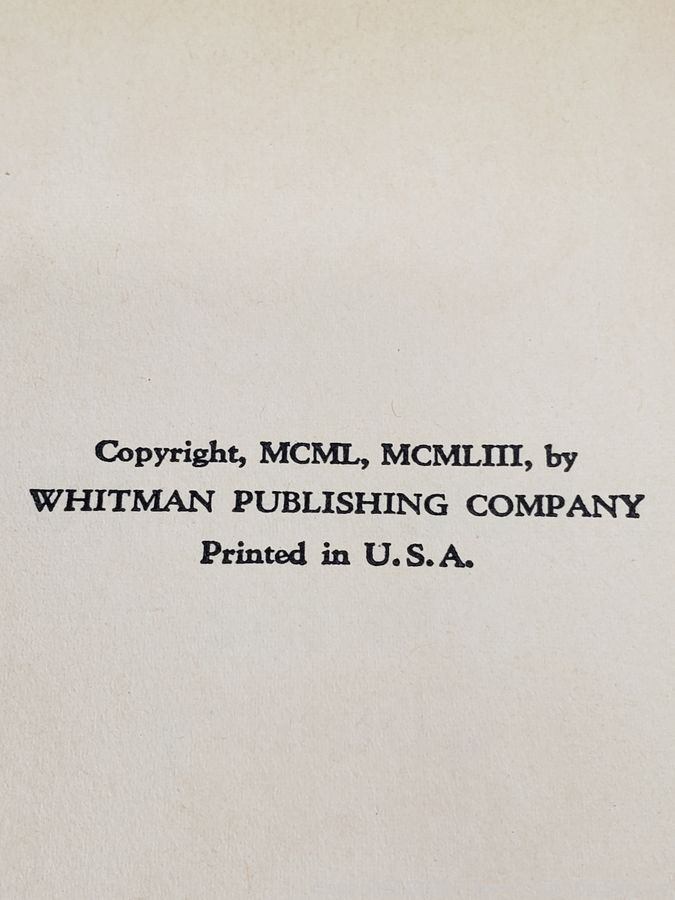 Copyright, MCML, MCMLIII, by
WHITMAN PUBLISHING COMPANY
Printed in U.S.A.